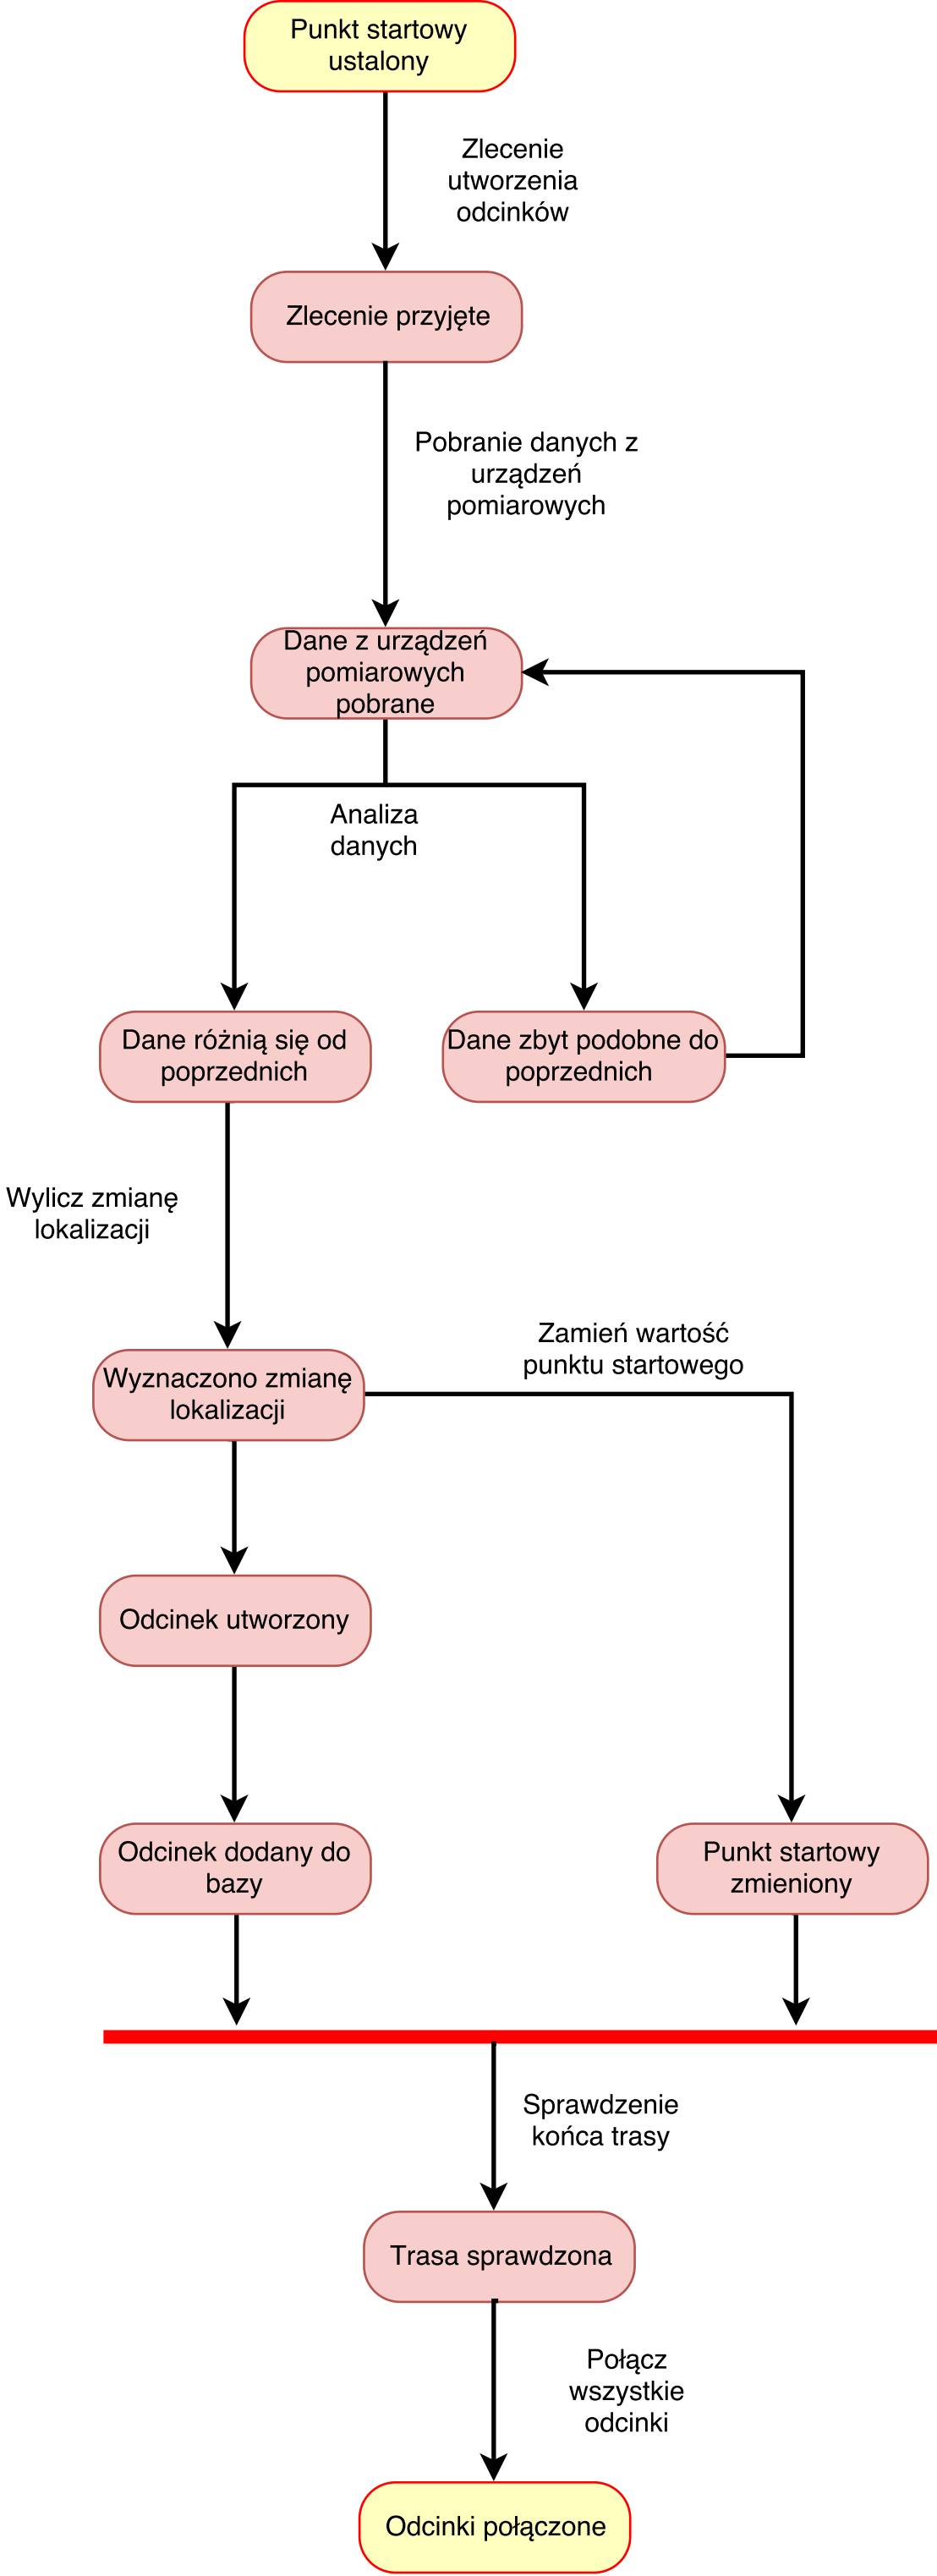 Punkt startowy
ustalony
Zlecenie
utworzenia
odcinków
Zlecenie przyjęte
Pobranie danych z
urządzeń
pomiarowych
Dane z urządzeń
pomiarowych
pobrane
Analiza
danych
Dane różnią się od
poprzednich
Dane zbyt podobne do
poprzednich
Wylicz zmianę
lokalizacji
Zamień wartość
punktu startowego
Wyznaczono zmianę
lokalizacji
Odcinek utworzony
Odcinek dodany do
bazy
Punkt startowy
zmieniony
Sprawdzenie
końca trasy
Trasa sprawdzona
Połącz
wszystkie
odcinki
Odcinki połączone